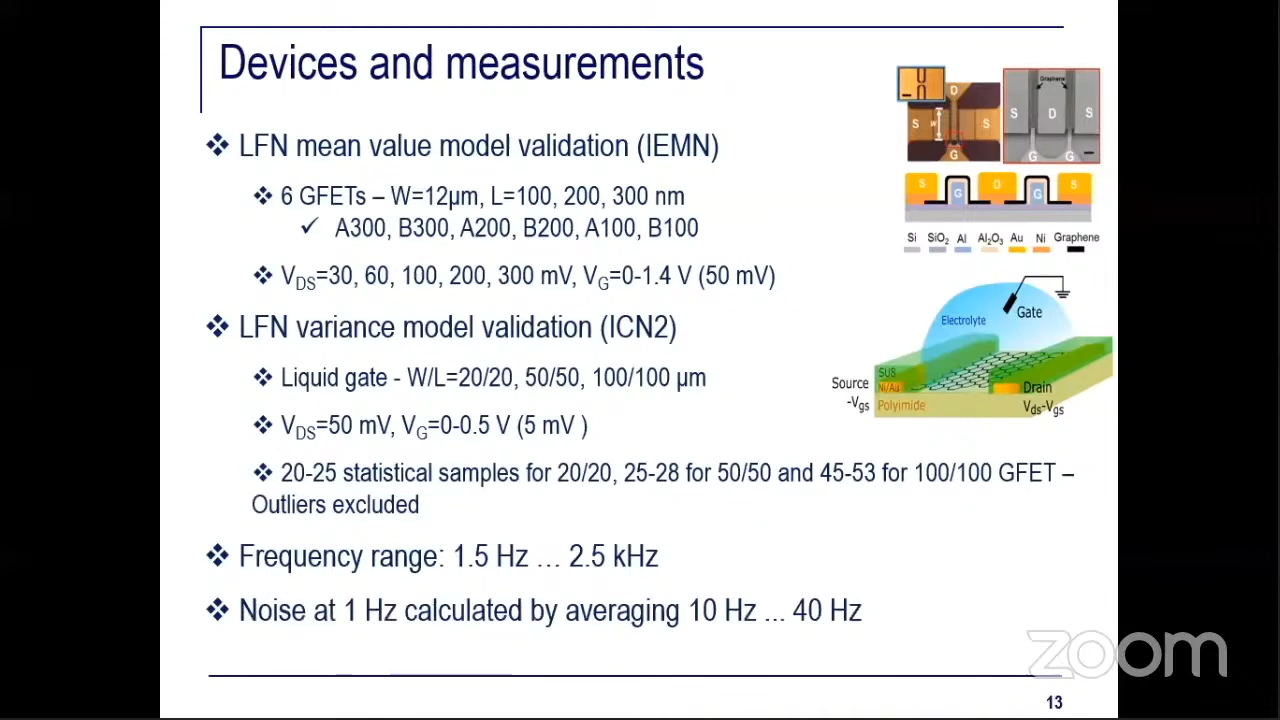 Devices and measurements
❖ LFN mean value model validation (IEMN)
❖ 6 GFETs – W=12μm, L=100, 200, 300 nm
✓ A300, B300, A200, B200, A100, B100
❖ VDS=30, 60, 100, 200, 300 mV, VG=0-1.4 V (50 mV)
❖ LFN variance model validation (ICN2)
❖ Liquid gate - W/L=20/20, 50/50, 100/100 μm
❖ VDS=50 mV, VG=0-0.5 V (5 mV )
❖ 20-25 statistical samples for 20/20, 25-28 for 50/50 and 45-53 for 100/100 GFET –
Outliers excluded
❖ Frequency range: 1.5 Hz … 2.5 kHz
❖ Noise at 1 Hz calculated by averaging 10 Hz ... 40 Hz
D
S W S
G
Graphene
S D S
G G
S G D G S
Si SiO2 Al Al2O3 Au Ni Graphene
Gate
Electrolyte
SU8
Source Ni/Au Drain
-Vgs Polyimide Vds-Vgs
zoom
13